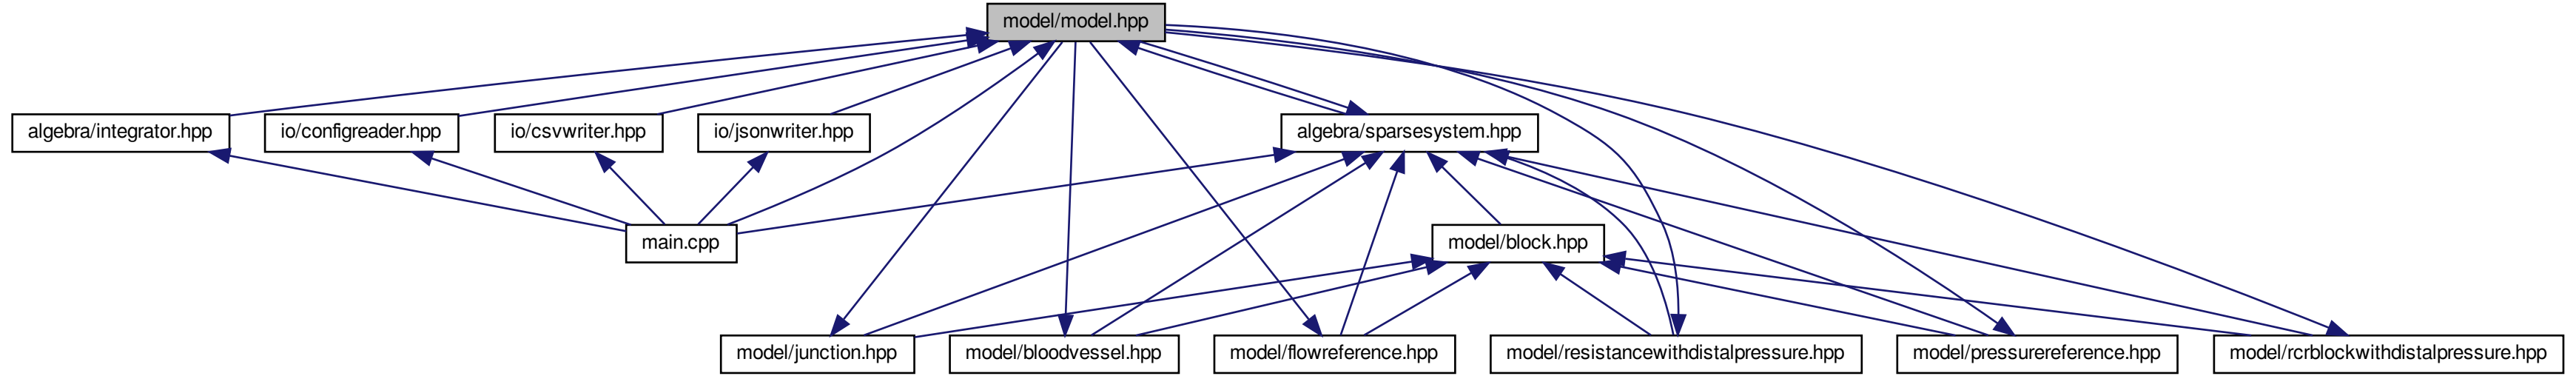 model/model.hpp
algebra/integrator.hpp
io/configreader.hpp
io/csvwriter.hpp
io/jsonwriter.hpp
algebra/sparsesystem.hpp
main.cpp
model/block.hpp
model/junction.hpp
model/bloodvessel.hpp
model/flowreference.hpp
model/resistancewithdistalpressure.hpp
model/pressurereference.hpp
model/rcrblockwithdistalpressure.hpp